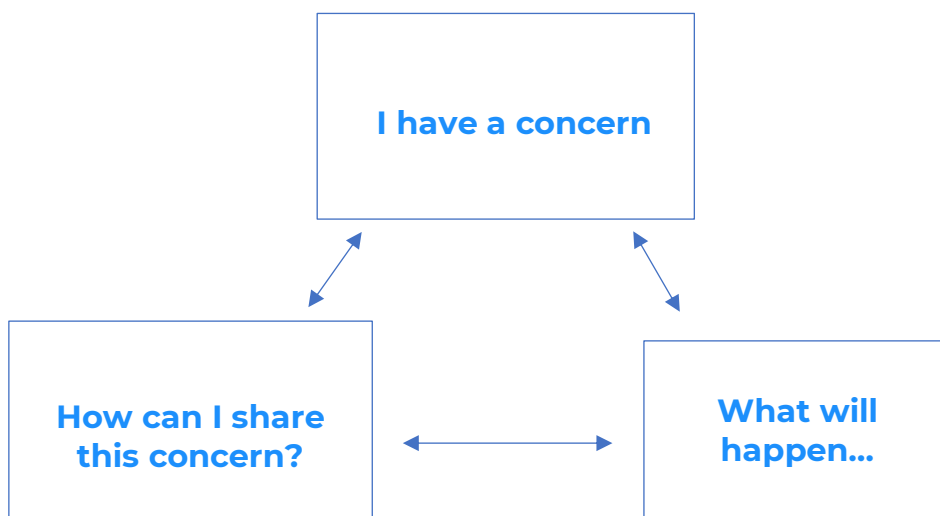 I have a concern
How can I share
this concern?
What will
happen...